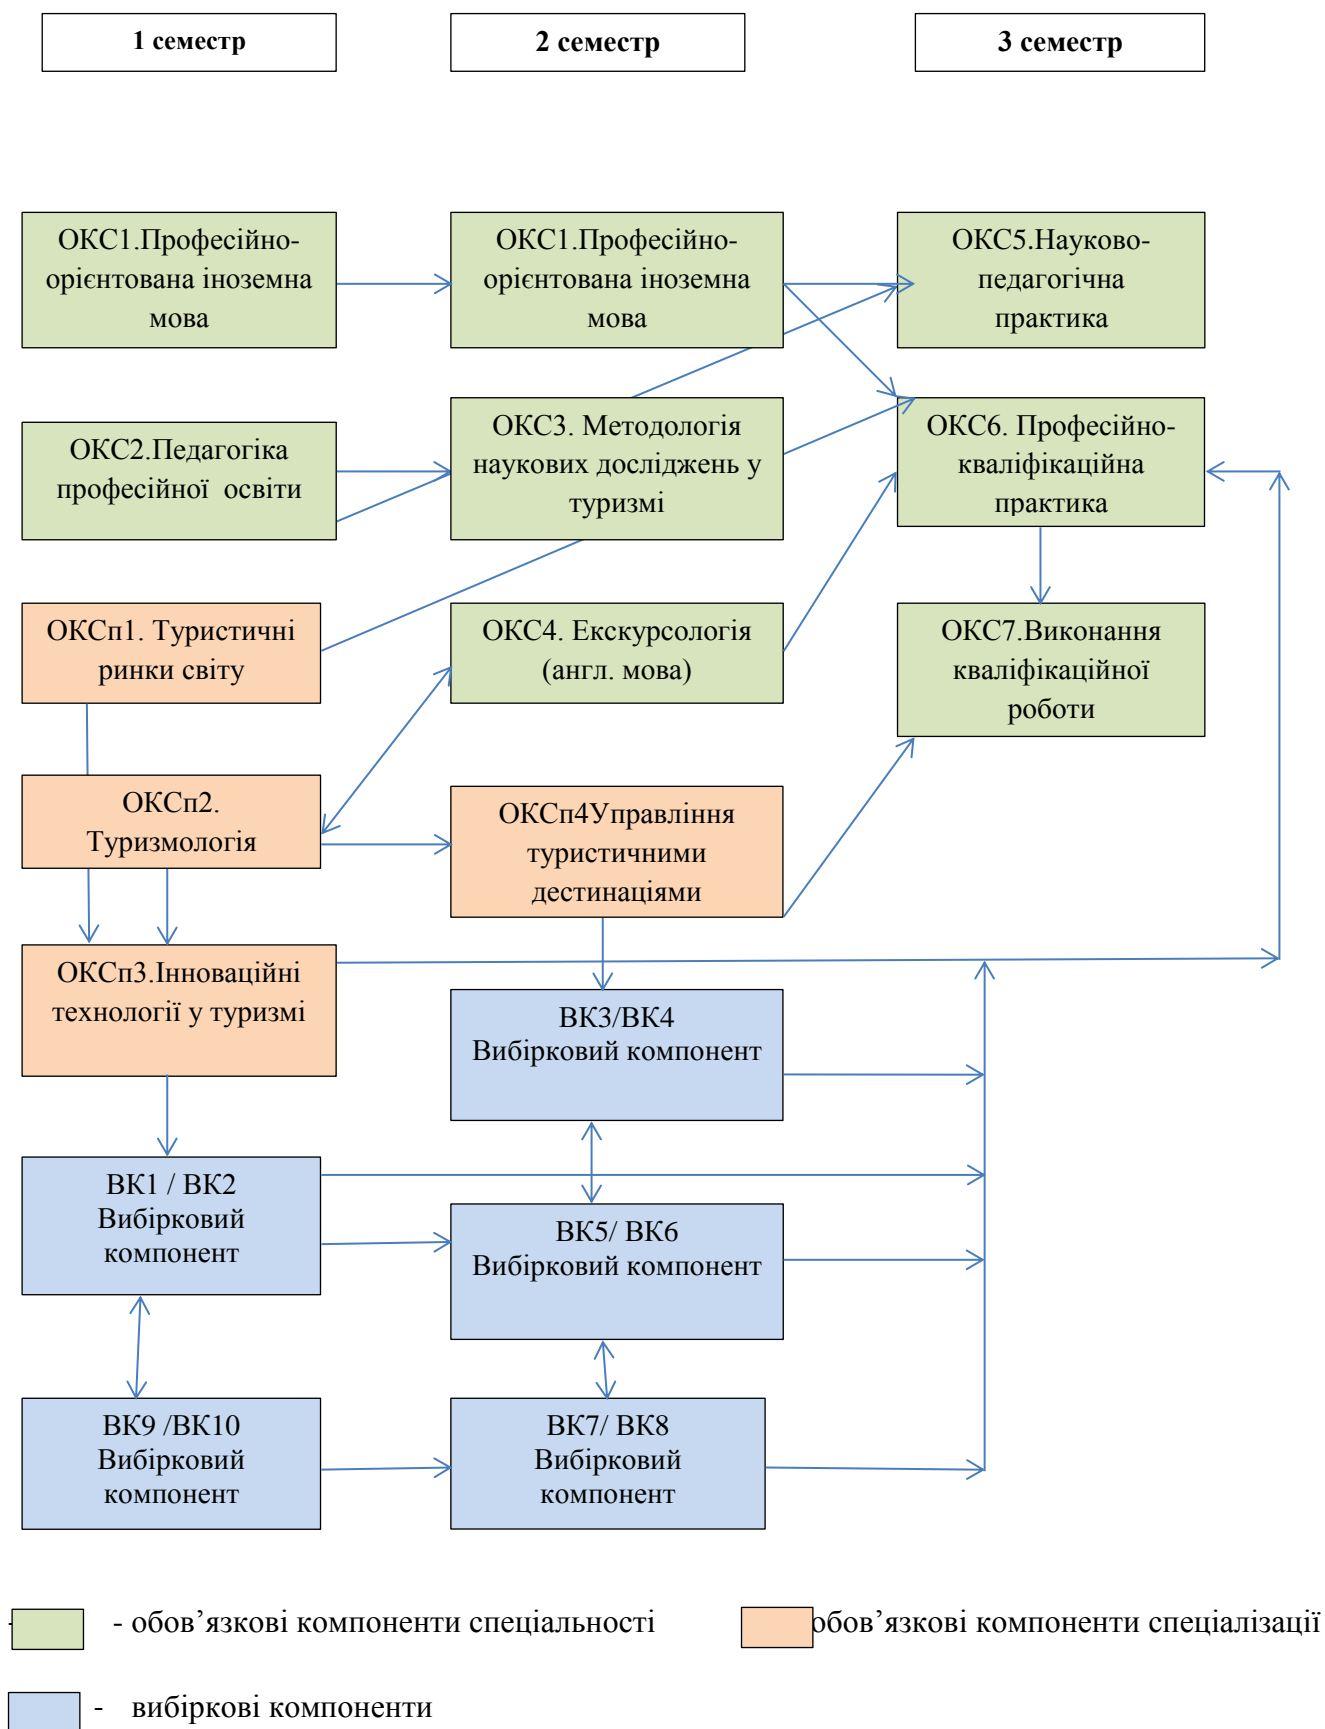 1 семестр
2 семестр
3 семестр
ОКС1.Професійно-
орієнтована іноземна
мова
ОКС1.Професійно-
орієнтована іноземна
мова
ОКС5.Науково-
педагогічна
практика
ОКС2.Педагогіка
професійної освіти
ОКС3. Методологія
наукових досліджень у
туризмі
ОКС6. Професійно-
кваліфікаційна
практика
ОКСп1. Туристичні
ринки світу
ОКС4. Екскурсологія
(англ. мова)
ОКС7.Виконання
кваліфікаційної
роботи
ОКСп2.
Туризмологія
ОКСп4Управління
туристичними
дестинаціями
ОКСп3.Інноваційні
технології у туризмі
ВК3/ВК4
Вибірковий компонент
ВК1 / ВК2
Вибірковий
компонент
ВК5/ ВК6
Вибірковий компонент
ВК9 /ВК10
Вибірковий
компонент
ВК7/ ВК8
Вибірковий
компонент
- - обов’язкові компоненти спеціальності
обов’язкові компоненти спеціалізації
- вибіркові компоненти